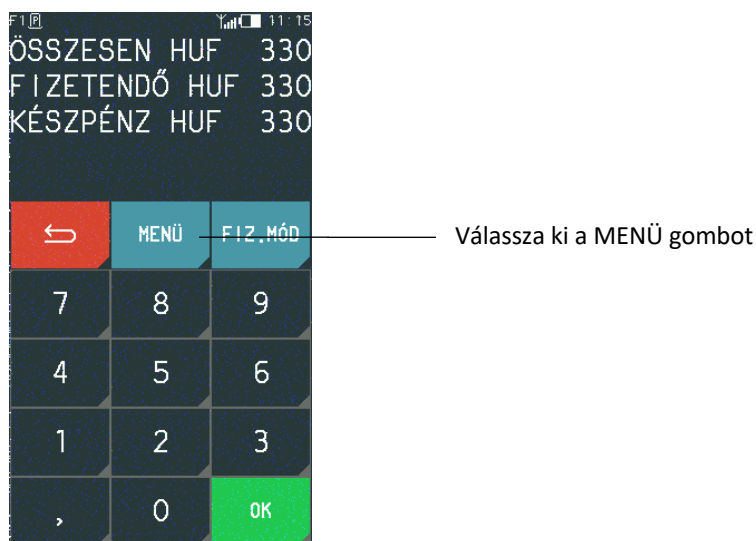 F1 P 11:15
ÖSSZESEN HUF 330
FIZETENDŐ HUF 330
KÉSZPÉNZ HUF 330
MENÜ FIZ.MÓD
Válassza ki a MENÜ gombot
7 8 9
4 5 6
1 2 3
, 0 OK